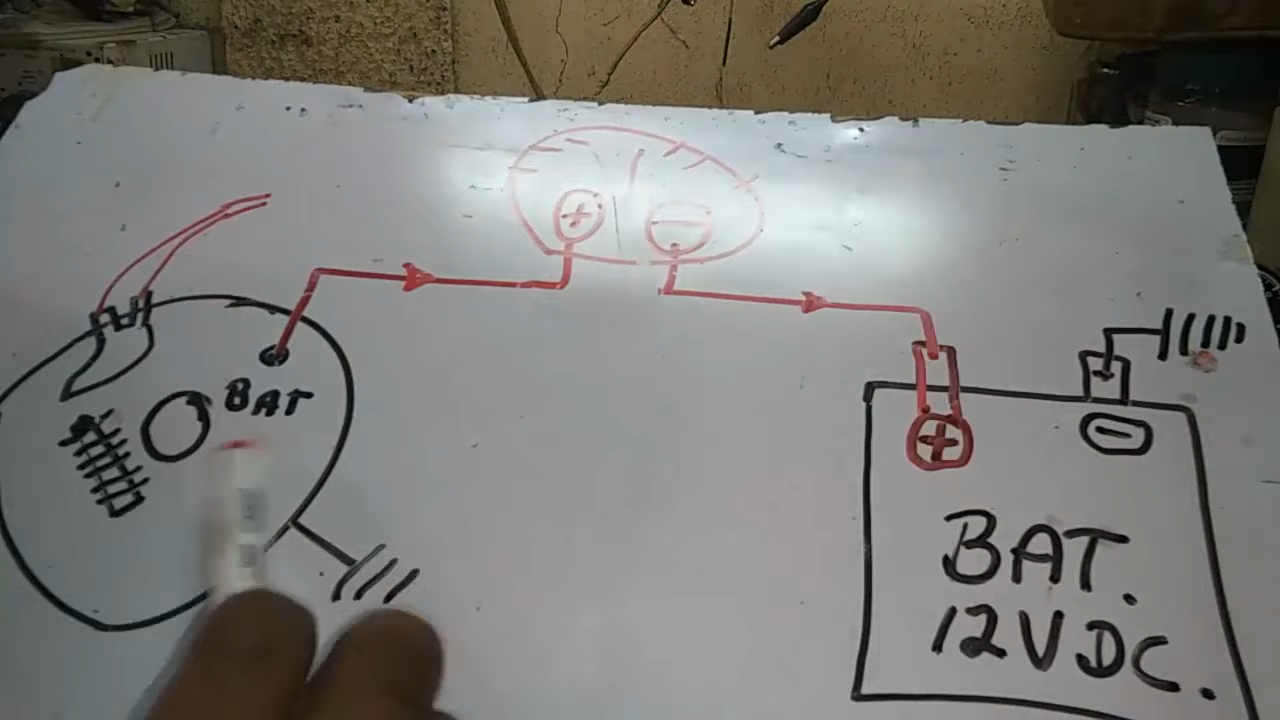 + −
BAT
+ −
BAT.
12VDC.